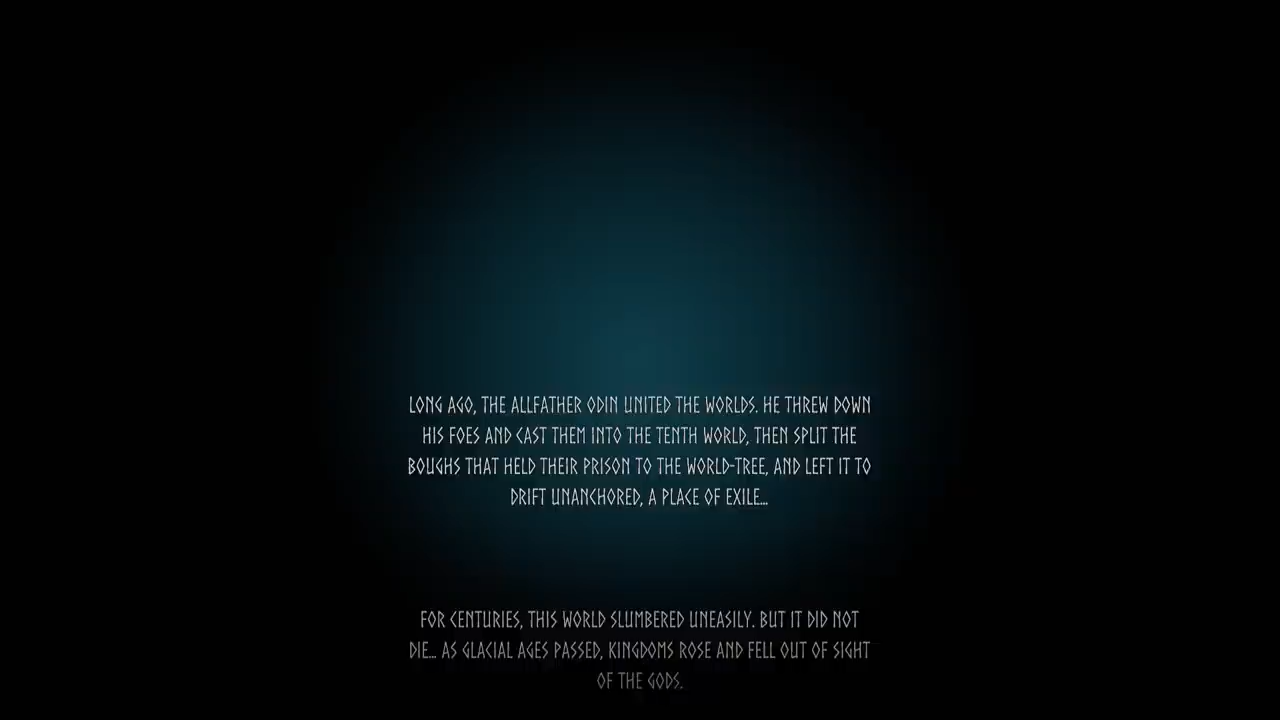 LONG AGO, THE ALLFATHER ODIN UNITED THE WORLDS. HE THREW DOWN
HIS FOES AND CAST THEM INTO THE TENTH WORLD, THEN SPLIT THE
BOUGHS THAT HELD THEIR PRISON TO THE WORLD-TREE, AND LEFT IT TO
DRIFT UNANCHORED, A PLACE OF EXILE...
FOR CENTURIES, THIS WORLD SLUMBERED UNEASILY. BUT IT DID NOT
DIE... AS GLACIAL AGES PASSED, KINGDOMS ROSE AND FELL OUT OF SIGHT
OF THE GODS.